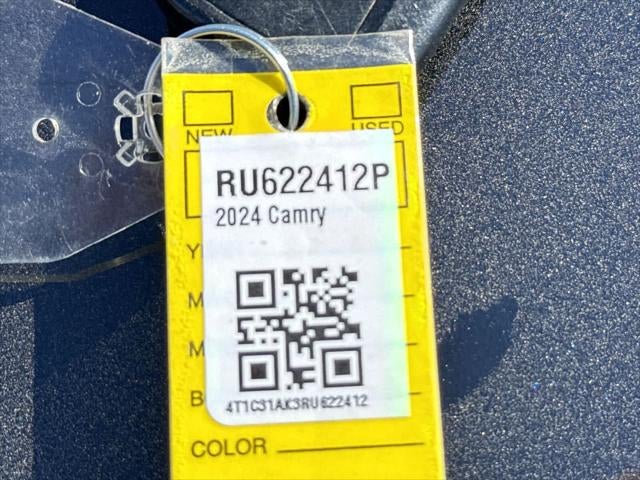 NEW USED
RU622412P
2024 Camry
Y
M
M
B
4T1C31AK3RU622412
COLOR